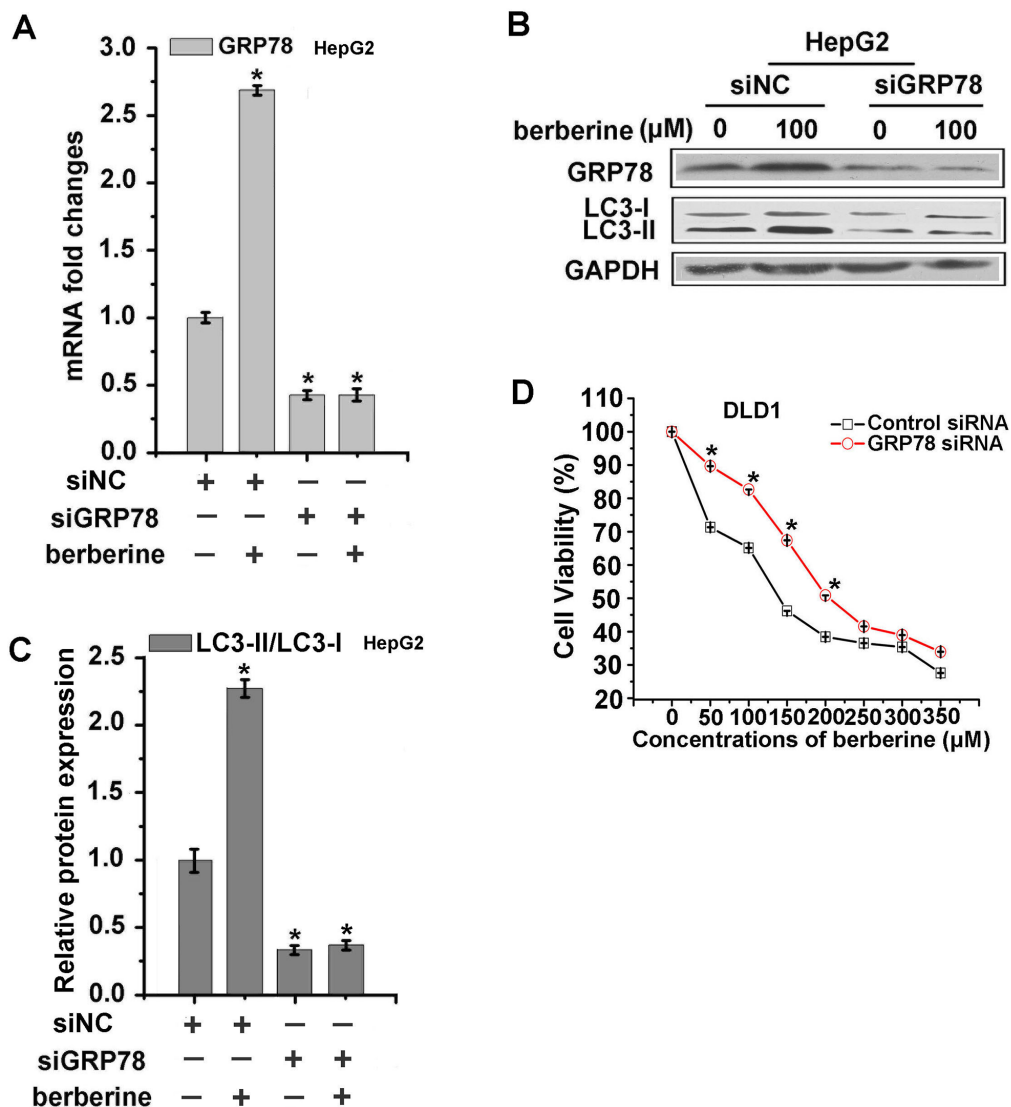 A
GRP78 HepG2
mRNA fold changes
3.0
2.5
2.0
1.5
1.0
0.5
0.0
* * *
siNC + + − −
siGRP78 − − + +
berberine − + − +
B
HepG2
siNC siGRP78
berberine (μM) 0 100 0 100
GRP78
LC3-I
LC3-II
GAPDH
C
LC3-II/LC3-I HepG2
Relative protein expression
2.5
2.0
1.5
1.0
0.5
0.0
* * *
siNC + + − −
siGRP78 − − + +
berberine − + − +
D
DLD1
Control siRNA
GRP78 siRNA
Cell Viability (%)
100
90
80
70
60
50
40
30
20
* * * *
0 50 100 150 200 250 300 350
Concentrations of berberine (μM)